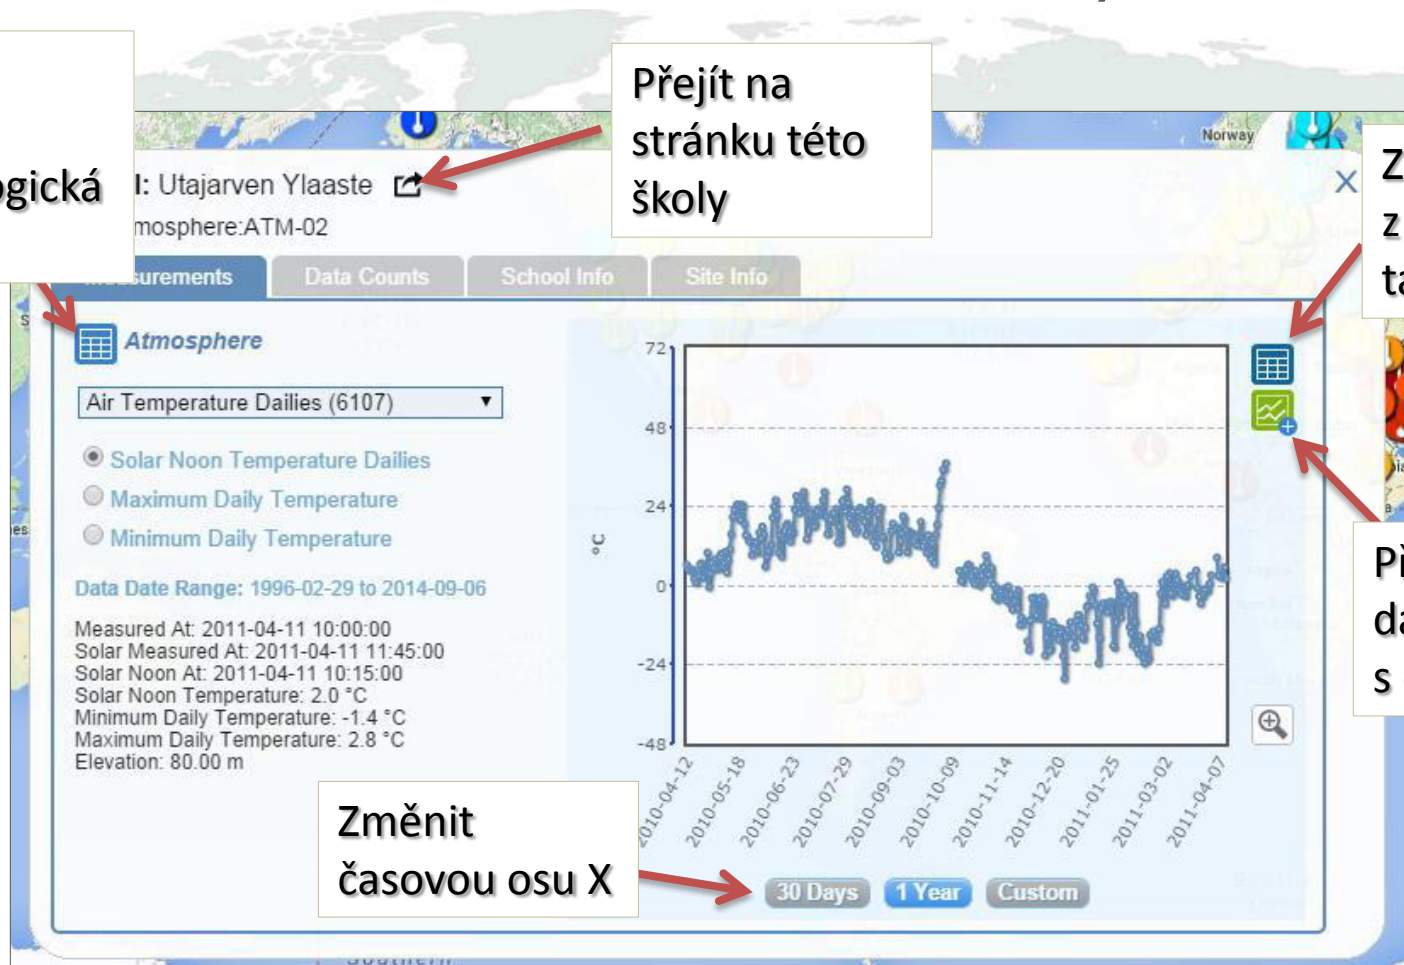 Přejít na
stránku této
školy
Norway
l: Utajarven Ylaaste
mosphere:ATM-02
X
Data Counts
School Info
Site Info
Atmosphere
Air Temperature Dailies (6107)
Solar Noon Temperature Dailies
Maximum Daily Temperature
Minimum Daily Temperature
Data Date Range: 1996-02-29 to 2014-09-06
Measured At: 2011-04-11 10:00:00
Solar Measured At: 2011-04-11 11:45:00
Solar Noon At: 2011-04-11 10:15:00
Solar Noon Temperature: 2.0 °C
Minimum Daily Temperature: -1.4 °C
Maximum Daily Temperature: 2.8 °C
Elevation: 80.00 m
°C
72
48
24
0
-24
-48
2010-04-12
2010-05-18
2010-06-23
2010-07-29
2010-09-03
2010-10-09
2010-11-14
2010-12-20
2011-01-25
2011-03-02
2011-04-07
Změnit
časovou osu X
30 Days
1 Year
Custom